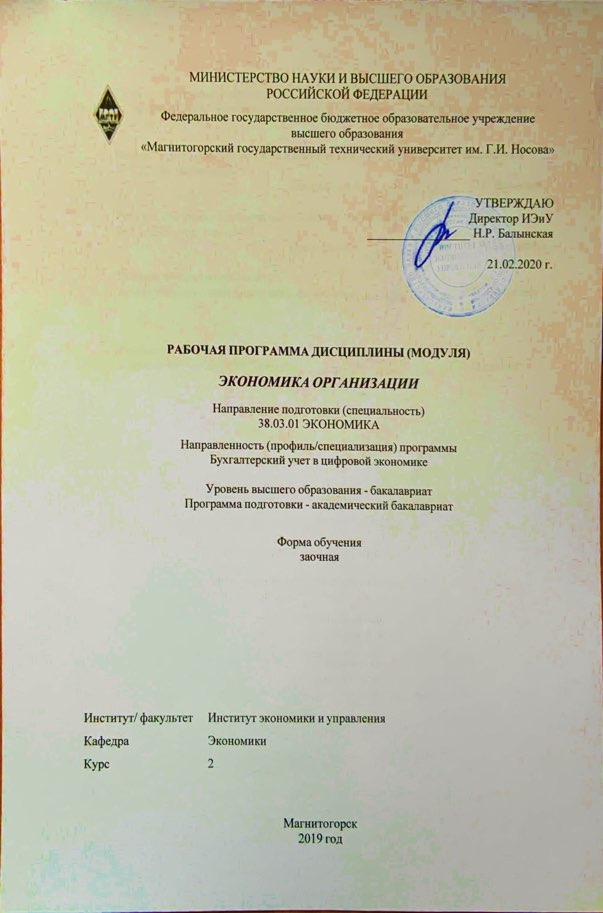 МИНИСТЕРСТВО НАУКИ И ВЫСШЕГО ОБРАЗОВАНИЯ
РОССИЙСКОЙ ФЕДЕРАЦИИ
Федеральное государственное бюджетное образовательное учреждение
высшего образования
«Магнитогорский государственный технический университет им. Г.И. Носова»
УТВЕРЖДАЮ
Директор ИЭиУ
Н.Р. Балынская
21.02.2020 г.
РАБОЧАЯ ПРОГРАММА ДИСЦИПЛИНЫ (МОДУЛЯ)
ЭКОНОМИКА ОРГАНИЗАЦИИ
Направление подготовки (специальность)
38.03.01 ЭКОНОМИКА
Направленность (профиль/специализация) программы
Бухгалтерский учет в цифровой экономике
Уровень высшего образования - бакалавриат
Программа подготовки - академический бакалавриат
Форма обучения
заочная
Институт/ факультет Институт экономики и управления
Кафедра Экономики
Курс 2
Магнитогорск
2019 год